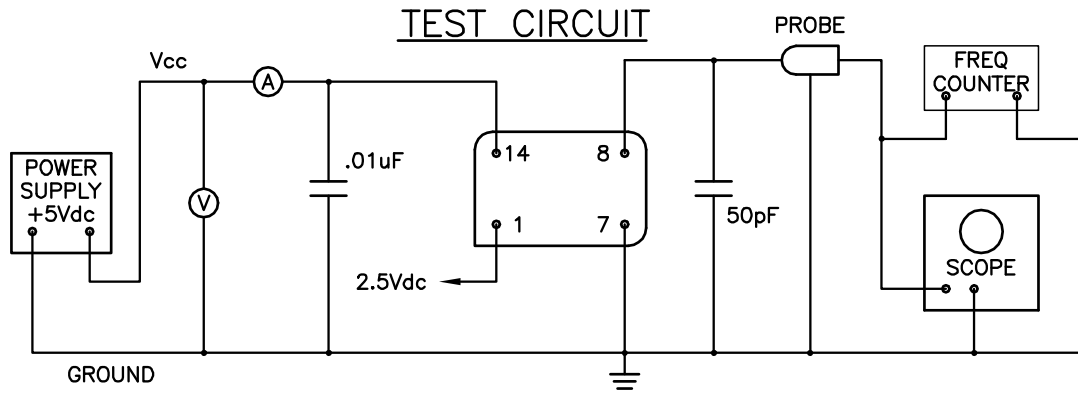 TEST CIRCUIT
PROBE
Vcc
A
FREQ
COUNTER
POWER
SUPPLY
+5Vdc
.01uF
14
8
V
1
7
50pF
2.5Vdc
SCOPE
GROUND